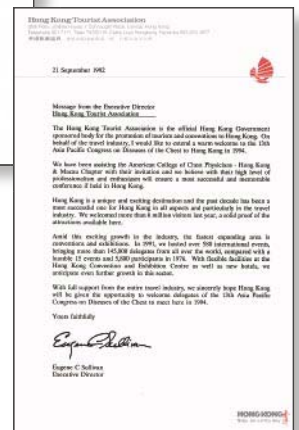 Hong Kong Tourist Association
21 September 1992
Message from the Executive Director
Hong Kong Tourist Association
The Hong Kong Tourist Association is the official Hong Kong Government
sponsored body for the promotion of tourism and conventions to Hong Kong. On
behalf of the travel industry, I would like to extend a warm welcome to the 13th
Asia Pacific Congress on Diseases of the Chest to Hong Kong in 1994.
We have been assisting the American College of Chest Physicians - Hong Kong
& Macau Chapter with their invitation and we believe with their high level of
professionalism and enthusiasm will ensure a most successful and memorable
conference if held in Hong Kong.
Hong Kong is a unique and exciting destination and the past decade has been a
most successful one for Hong Kong in all aspects and particularly in the travel
industry. We welcomed more than 6 million visitors last year, a solid proof of the
attractions available here.
Amid this exciting growth in the industry, the fastest expanding area is
conventions and exhibitions. In 1991, we hosted over 500 international events,
bringing more than 145,000 delegates from all over the world, compared with a
humble 15 events and 5,000 participants in 1976. With flexible facilities at the
Hong Kong Convention and Exhibition Centre as well as new hotels, we
anticipate even further growth in this sector.
With full support from the entire travel industry, we sincerely hope Hong Kong
will be given the opportunity to welcome delegates of the 13th Asia Pacific
Congress on Diseases of the Chest to meet here in 1994.
Yours faithfully
Eugene Sullivan
Eugene C Sullivan
Executive Director
HONG KONG